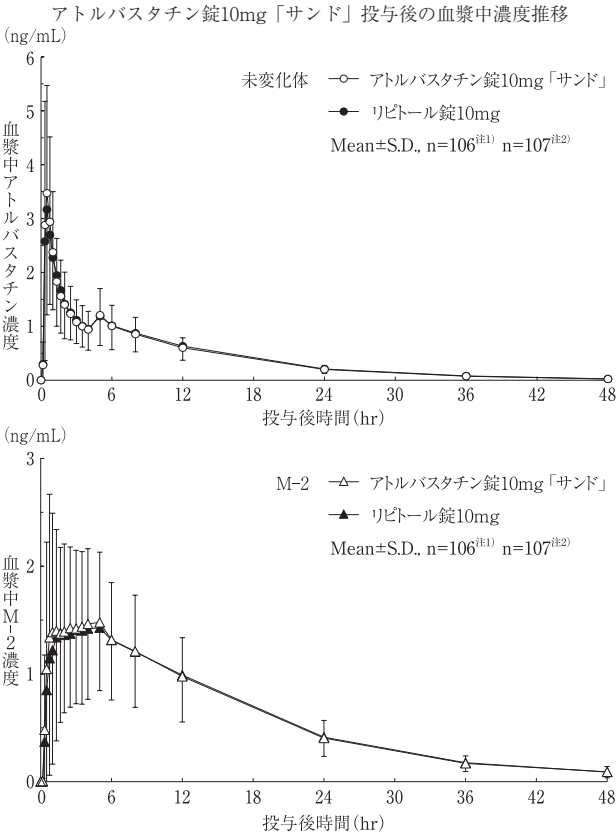 アトルバスタチン錠10mg「サンド」投与後の血漿中濃度推移
(ng/mL)
6
5
4
3
2
1
0
血漿中アトルバスタチン濃度
未変化体
アトルバスタチン錠10mg「サンド」
リピトール錠10mg
Mean±S.D., n=106注1) n=107注2)
0 6 12 18 24 30 36 42 48
投与後時間(hr)
(ng/mL)
3
2
1
0
血漿中M-2濃度
M-2
アトルバスタチン錠10mg「サンド」
リピトール錠10mg
Mean±S.D., n=106注1) n=107注2)
0 6 12 18 24 30 36 42 48
投与後時間(hr)